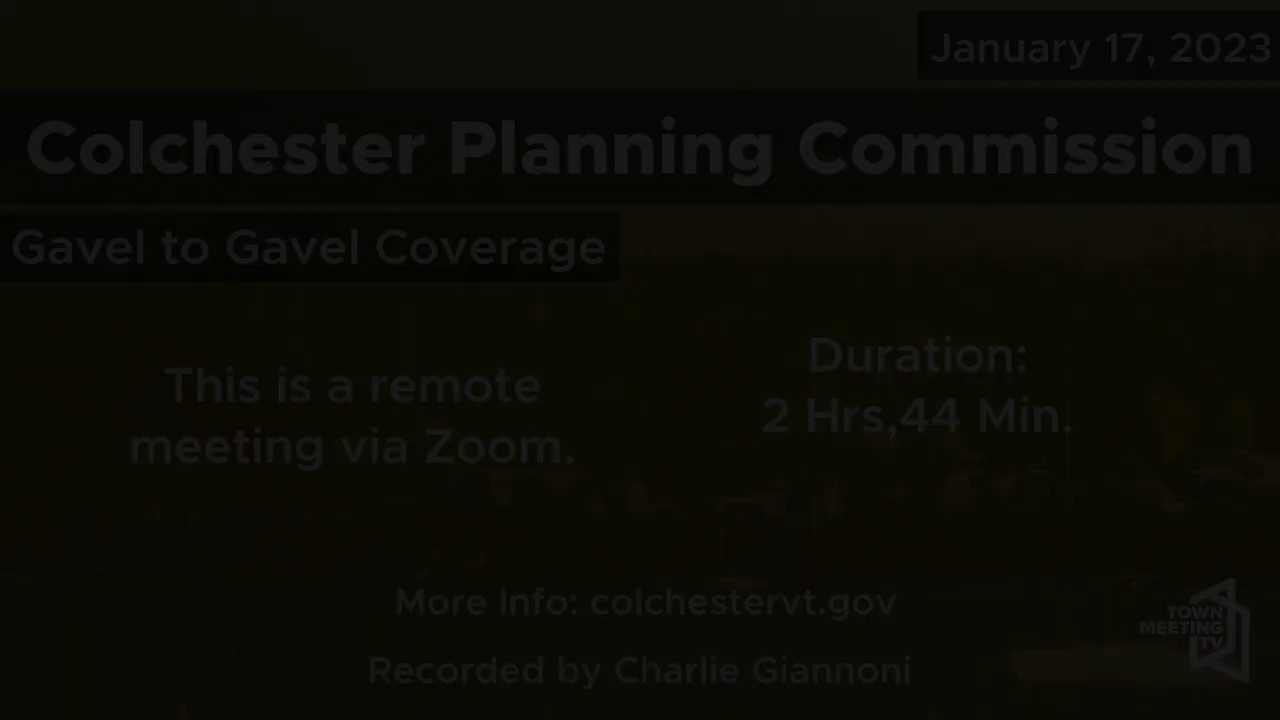 January 17, 2023
Colchester Planning Commission
Gavel to Gavel Coverage
This is a remote
meeting via Zoom.
Duration:
2 Hrs,44 Min.
More Info: colchestervt.gov
Recorded by Charlie Giannoni
TOWN
MEETING
TV